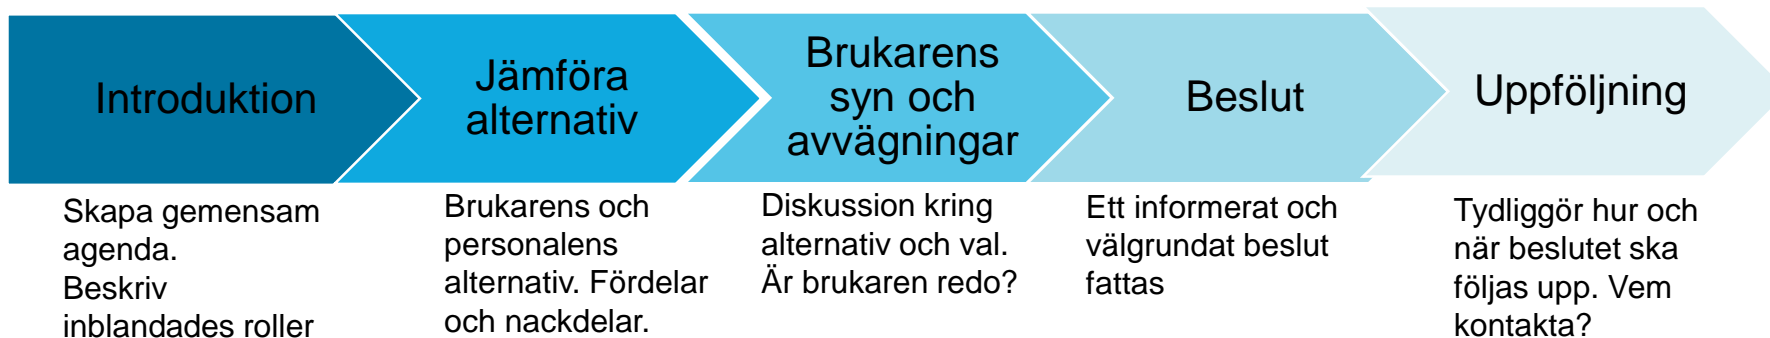 Introduktion
Jämföra
alternativ
Brukarens
syn och
avvägningar
Beslut
Uppföljning
Skapa gemensam
agenda.
Beskriv
inblandades roller
Brukarens och
personalens
alternativ. Fördelar
och nackdelar.
Diskussion kring
alternativ och val.
Är brukaren redo?
Ett informerat och
välgrundat beslut
fattas
Tydliggör hur och
när beslutet ska
följas upp. Vem
kontakta?